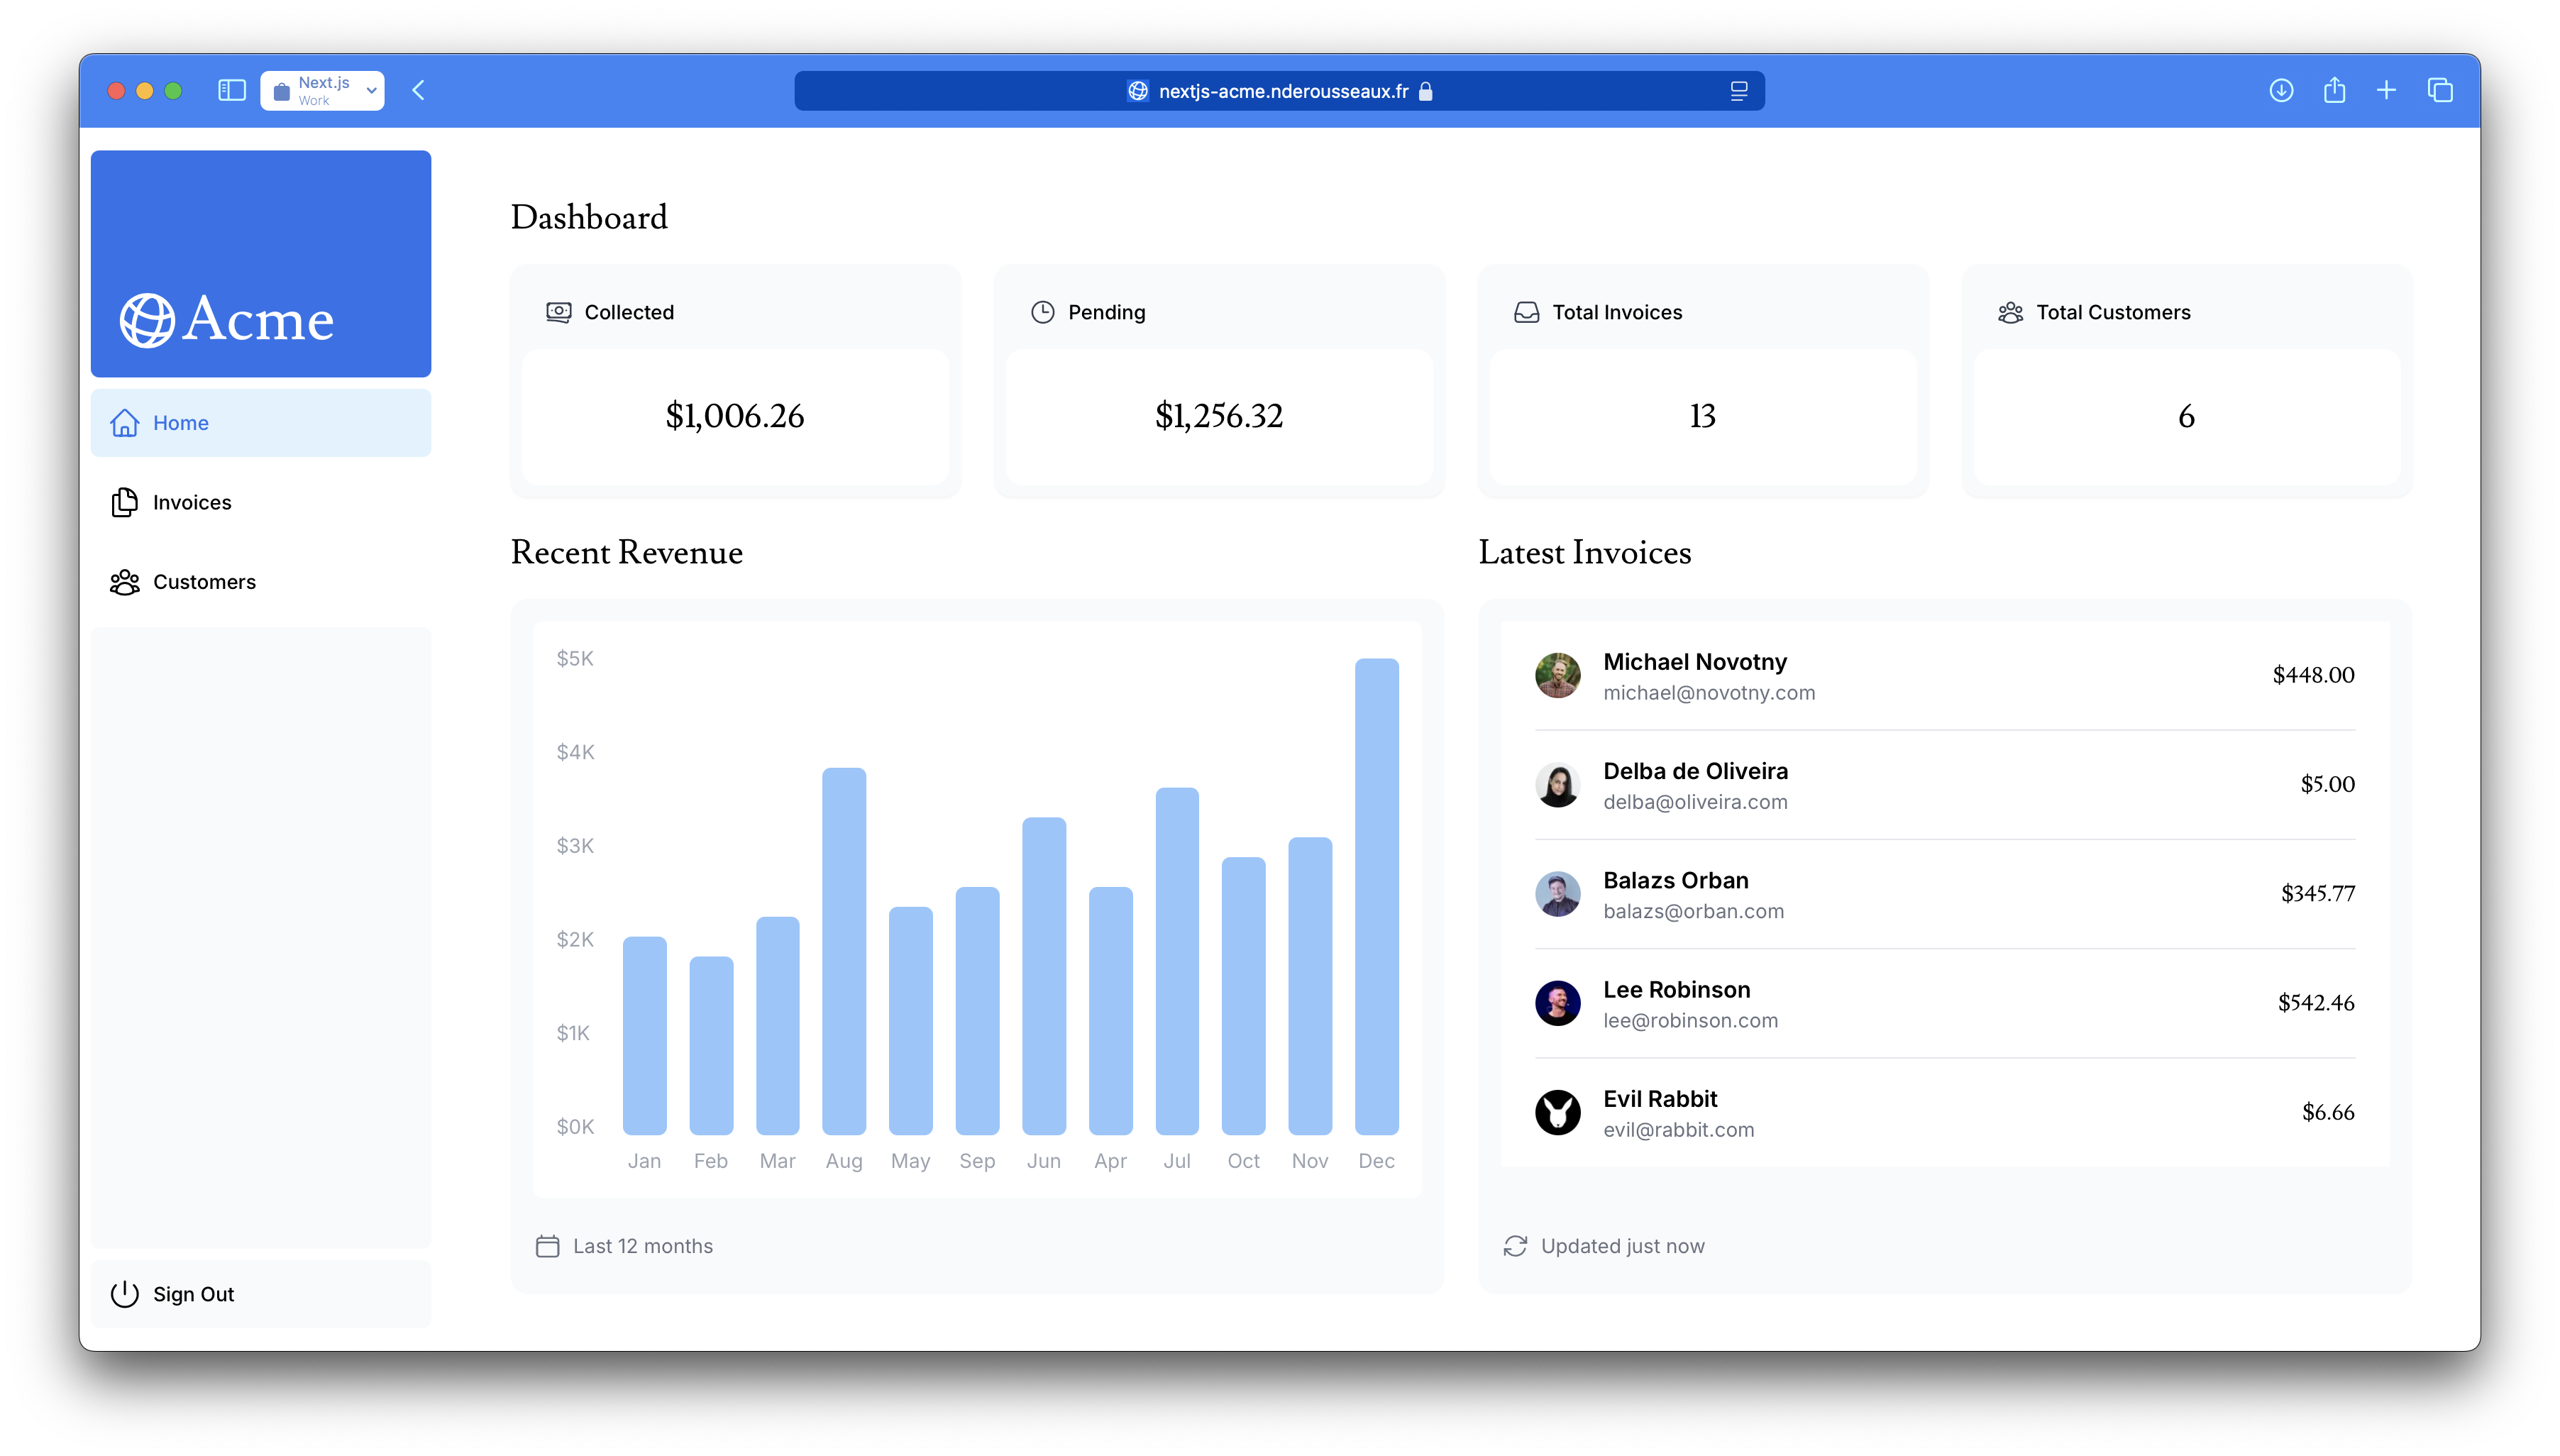 Next.js
Work
nextjs-acme.nderousseaux.fr
Acme
Home
Invoices
Customers
Sign Out
Dashboard
Collected
$1,006.26
Pending
$1,256.32
Total Invoices
13
Total Customers
6
Recent Revenue
$5K
$4K
$3K
$2K
$1K
$0K
Jan Feb Mar Aug May Sep Jun Apr Jul Oct Nov Dec
Last 12 months
Latest Invoices
Michael Novotny
michael@novotny.com
$448.00
Delba de Oliveira
delba@oliveira.com
$5.00
Balazs Orban
balazs@orban.com
$345.77
Lee Robinson
lee@robinson.com
$542.46
Evil Rabbit
evil@rabbit.com
$6.66
Updated just now